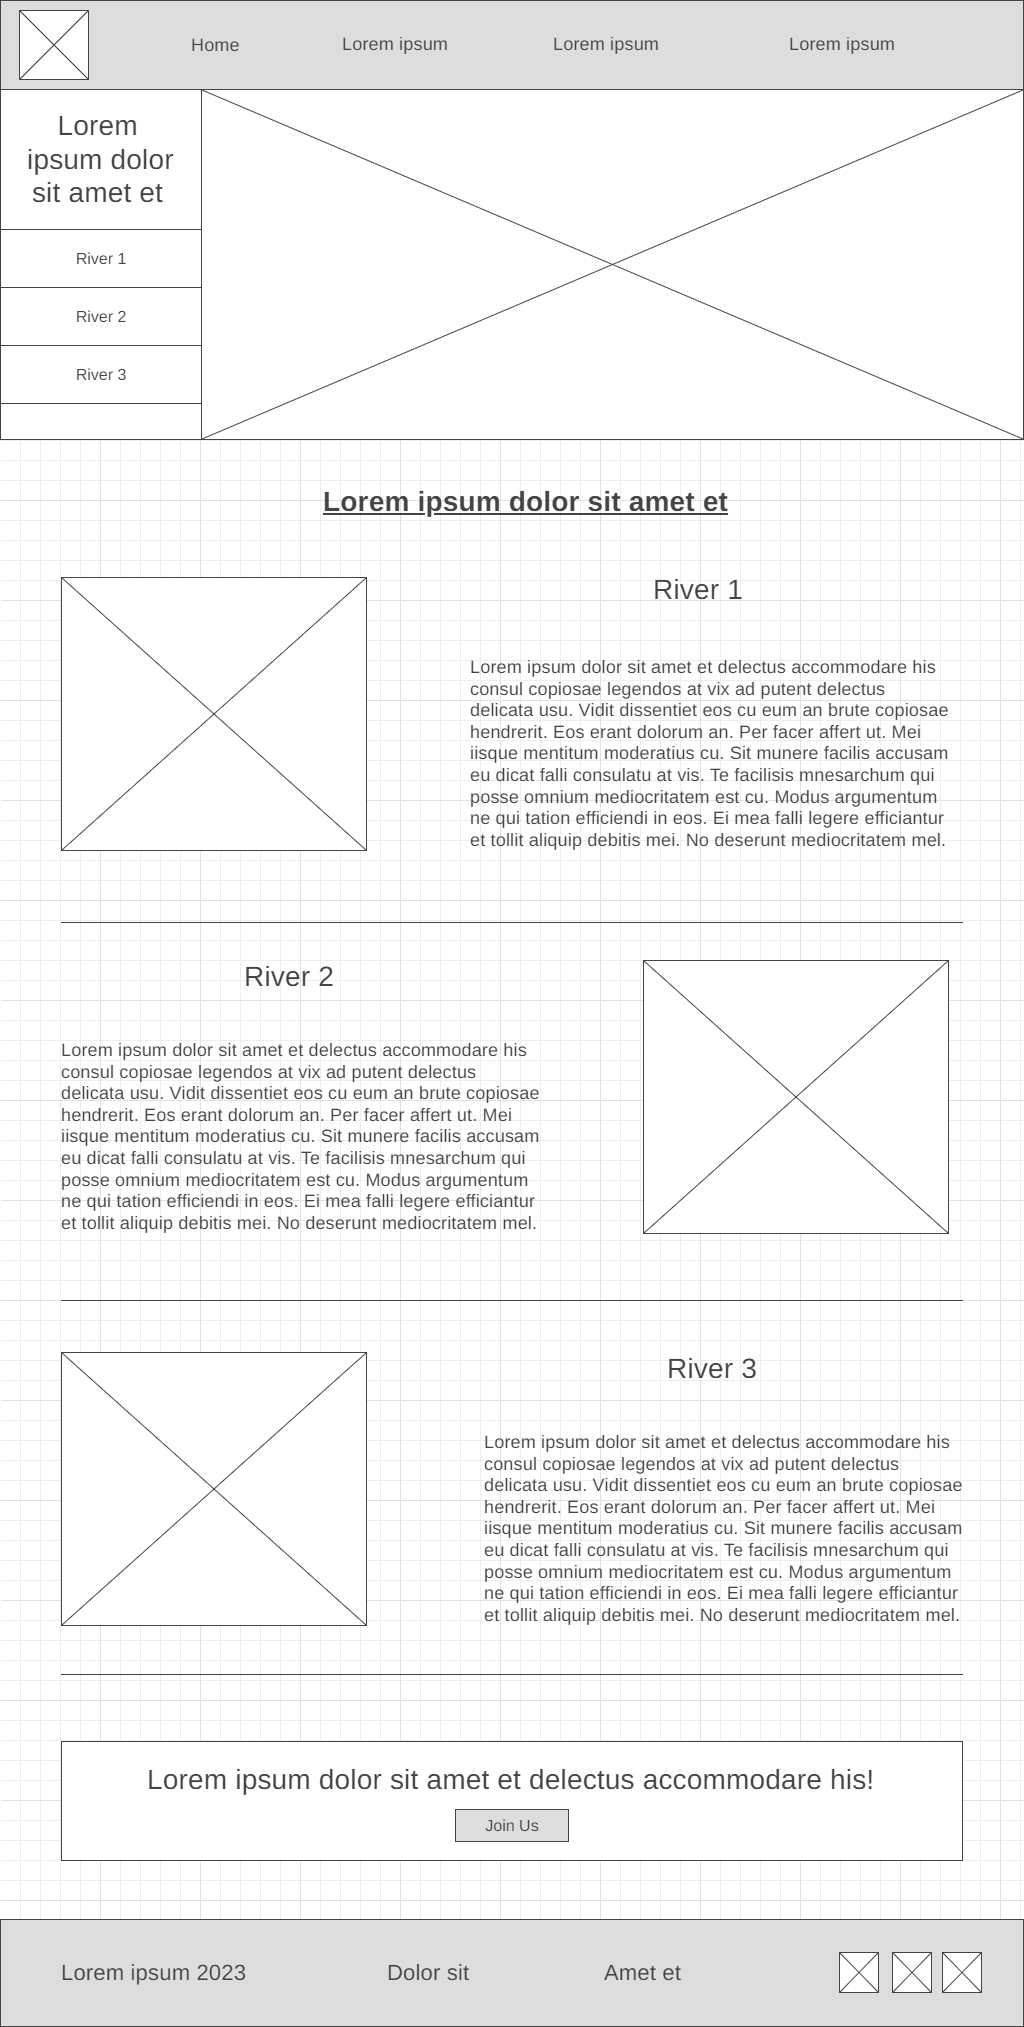 Home
Lorem ipsum
Lorem ipsum
Lorem ipsum
Lorem
ipsum dolor
sit amet et
River 1
River 2
River 3
Lorem ipsum dolor sit amet et
River 1
Lorem ipsum dolor sit amet et delectus accommodare his
consul copiosae legendos at vix ad putent delectus
delicata usu. Vidit dissentiet eos cu eum an brute copiosae
hendrerit. Eos erant dolorum an. Per facer affert ut. Mei
iisque mentitum moderatius cu. Sit munere facilis accusam
eu dicat falli consulatu at vis. Te facilisis mnesarchum qui
posse omnium mediocritatem est cu. Modus argumentum
ne qui tation efficiendi in eos. Ei mea falli legere efficiantur
et tollit aliquip debitis mei. No deserunt mediocritatem mel.
River 2
Lorem ipsum dolor sit amet et delectus accommodare his
consul copiosae legendos at vix ad putent delectus
delicata usu. Vidit dissentiet eos cu eum an brute copiosae
hendrerit. Eos erant dolorum an. Per facer affert ut. Mei
iisque mentitum moderatius cu. Sit munere facilis accusam
eu dicat falli consulatu at vis. Te facilisis mnesarchum qui
posse omnium mediocritatem est cu. Modus argumentum
ne qui tation efficiendi in eos. Ei mea falli legere efficiantur
et tollit aliquip debitis mei. No deserunt mediocritatem mel.
River 3
Lorem ipsum dolor sit amet et delectus accommodare his
consul copiosae legendos at vix ad putent delectus
delicata usu. Vidit dissentiet eos cu eum an brute copiosae
hendrerit. Eos erant dolorum an. Per facer affert ut. Mei
iisque mentitum moderatius cu. Sit munere facilis accusam
eu dicat falli consulatu at vis. Te facilisis mnesarchum qui
posse omnium mediocritatem est cu. Modus argumentum
ne qui tation efficiendi in eos. Ei mea falli legere efficiantur
et tollit aliquip debitis mei. No deserunt mediocritatem mel.
Lorem ipsum dolor sit amet et delectus accommodare his!
Join Us
Lorem ipsum 2023
Dolor sit
Amet et